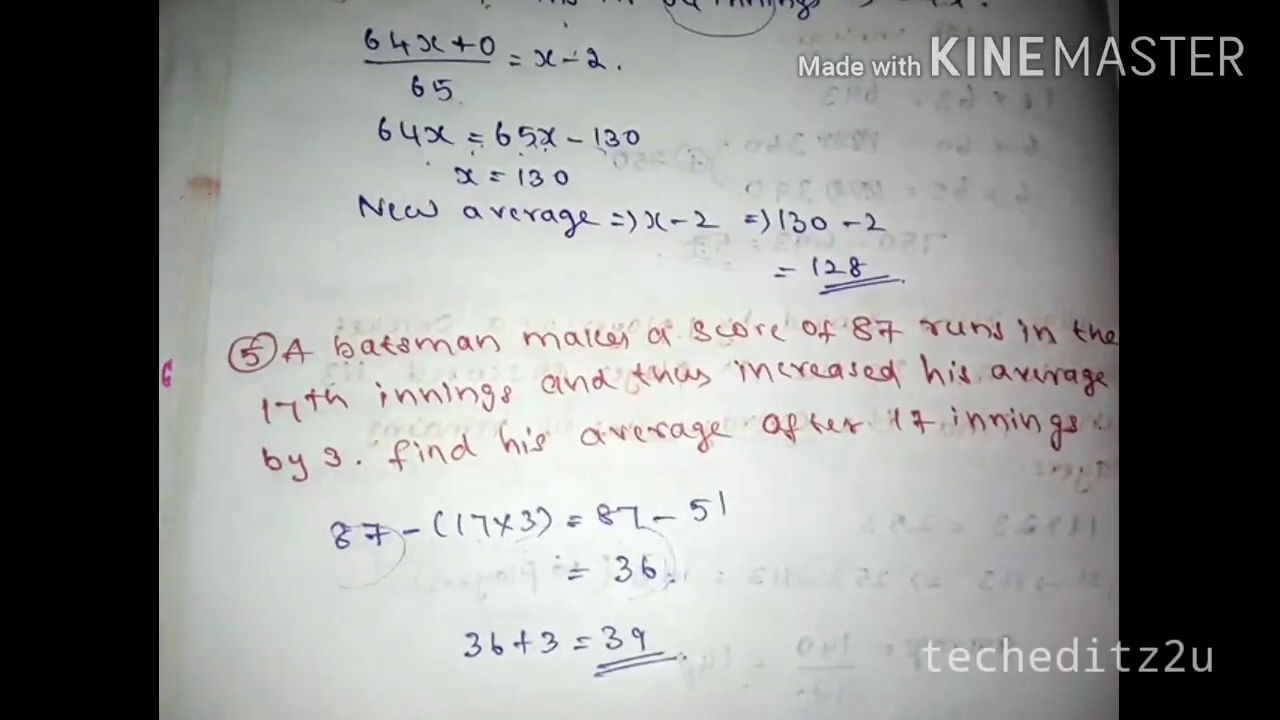 Made with KINEMASTER
64x+0
= x-2.
65
64x = 65x - 130
x = 130
New average => x-2 => 130-2
= 128
5 A batsman makes a score of 87 runs in the
17th innings and thus increased his average
by 3. find his average after 17 innings
87-(17x3) = 87-51
= 36.
36+3 = 39
techeditz2u